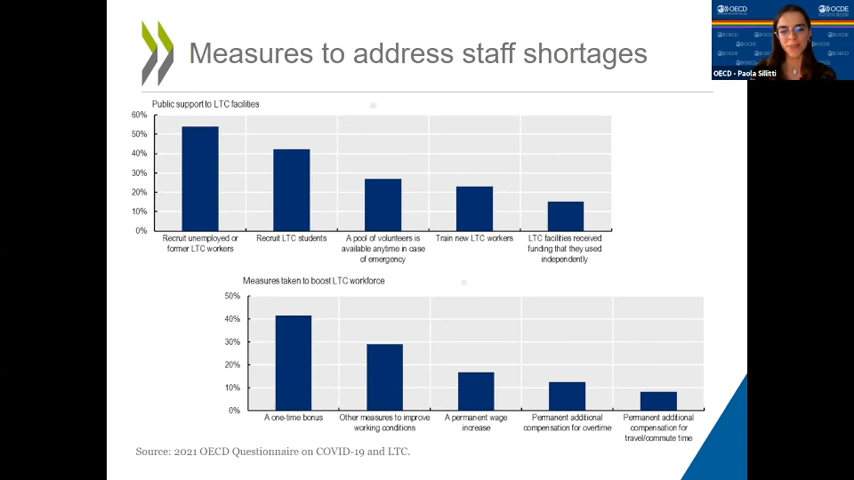 OECD
OCDE
Measures to address staff shortages
OECD - Paola Sillitti
Public support to LTC facilities
60%
50%
40%
30%
20%
10%
0%
Recruit unemployed or
former LTC workers
Recruit LTC students
A pool of volunteers is
available anytime in case
of emergency
Train new LTC workers
LTC facilities received
funding that they used
independently
Measures taken to boost LTC workforce
50%
40%
30%
20%
10%
0%
A one-time bonus
Other measures to improve
working conditions
A permanent wage
increase
Permanent additional
compensation for overtime
Permanent additional
compensation for
travel/commute time
Source: 2021 OECD Questionnaire on COVID-19 and LTC.